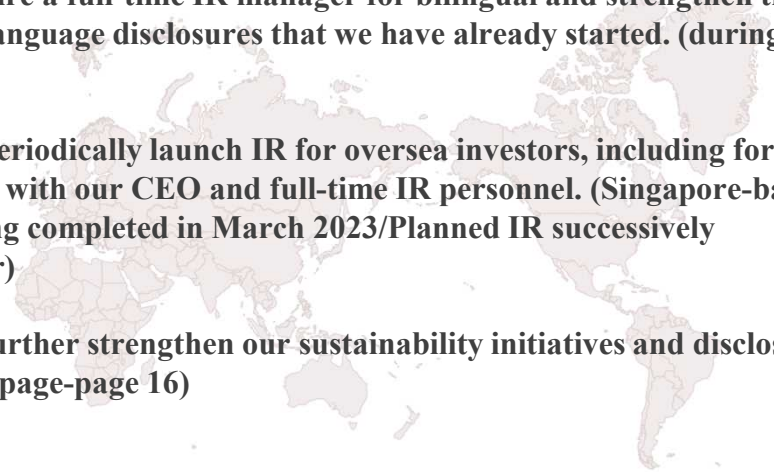 a full-time IR manager for bilingual and strengthen
anguage disclosures that we have already started. (during
eriodically launch IR for oversea investors, including for
with our CEO and full-time IR personnel. (Singapore-ba
g completed in March 2023/Planned IR successively
r)
urther strengthen our sustainability initiatives and disclos
page-page 16)